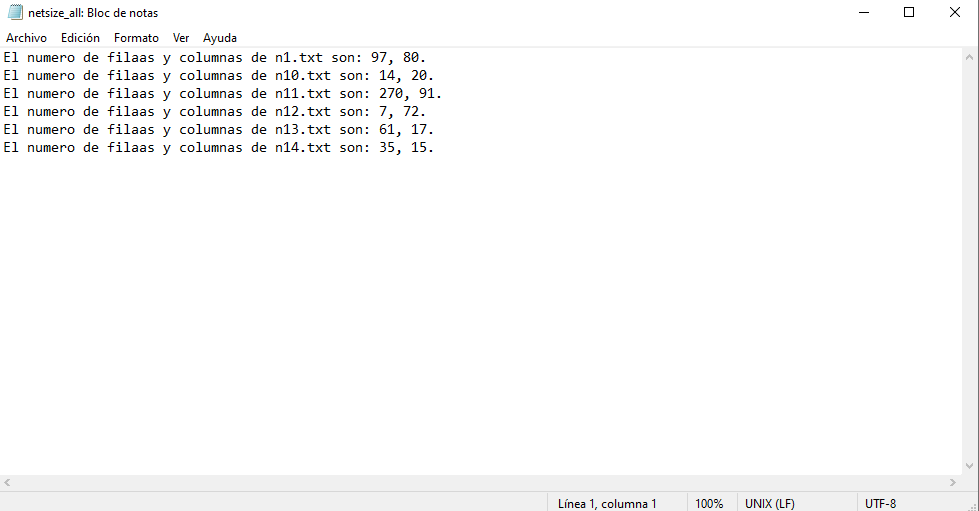 netsize_all: Bloc de notas
Archivo Edición Formato Ver Ayuda
El numero de filaas y columnas de n1.txt son: 97, 80.
El numero de filaas y columnas de n10.txt son: 14, 20.
El numero de filaas y columnas de n11.txt son: 270, 91.
El numero de filaas y columnas de n12.txt son: 7, 72.
El numero de filaas y columnas de n13.txt son: 61, 17.
El numero de filaas y columnas de n14.txt son: 35, 15.
Línea 1, columna 1 100% UNIX (LF) UTF-8